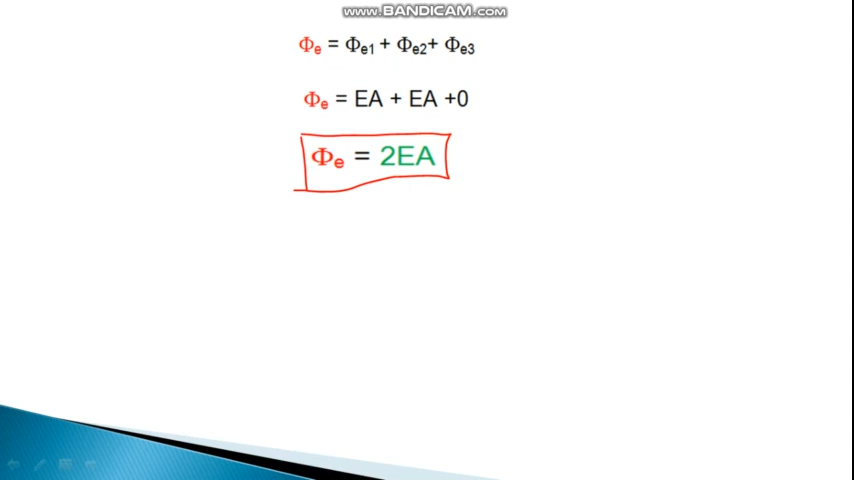 www.BANDICAM.com
Φe = Φe1 + Φe2+ Φe3
Φe = EA + EA +0
Φe = 2EA